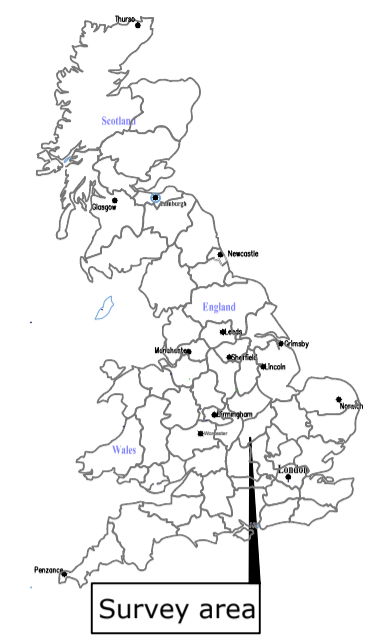 Thurso
Scotland
Edinburgh
Glasgow
Newcastle
England
Leeds
Manchester
Grimsby
Sheffield
Lincoln
Norwich
Birmingham
Worcester
Wales
London
Penzance
Survey area